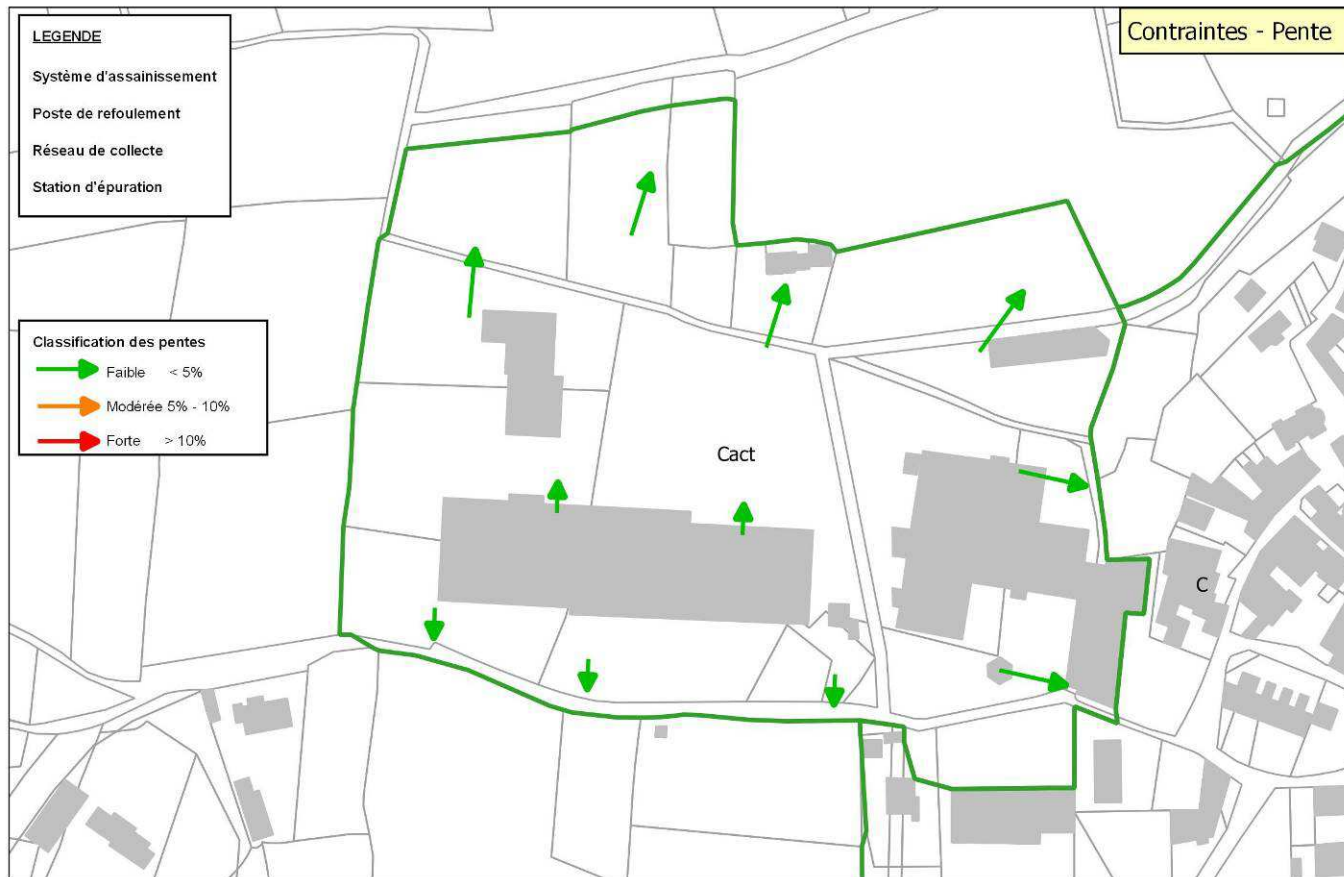 Contraintes - Pente
LEGENDE
Système d'assainissement
Poste de refoulement
Réseau de collecte
Station d'épuration
Classification des pentes
Faible < 5%
Modérée 5% - 10%
Forte > 10%
Cact
C